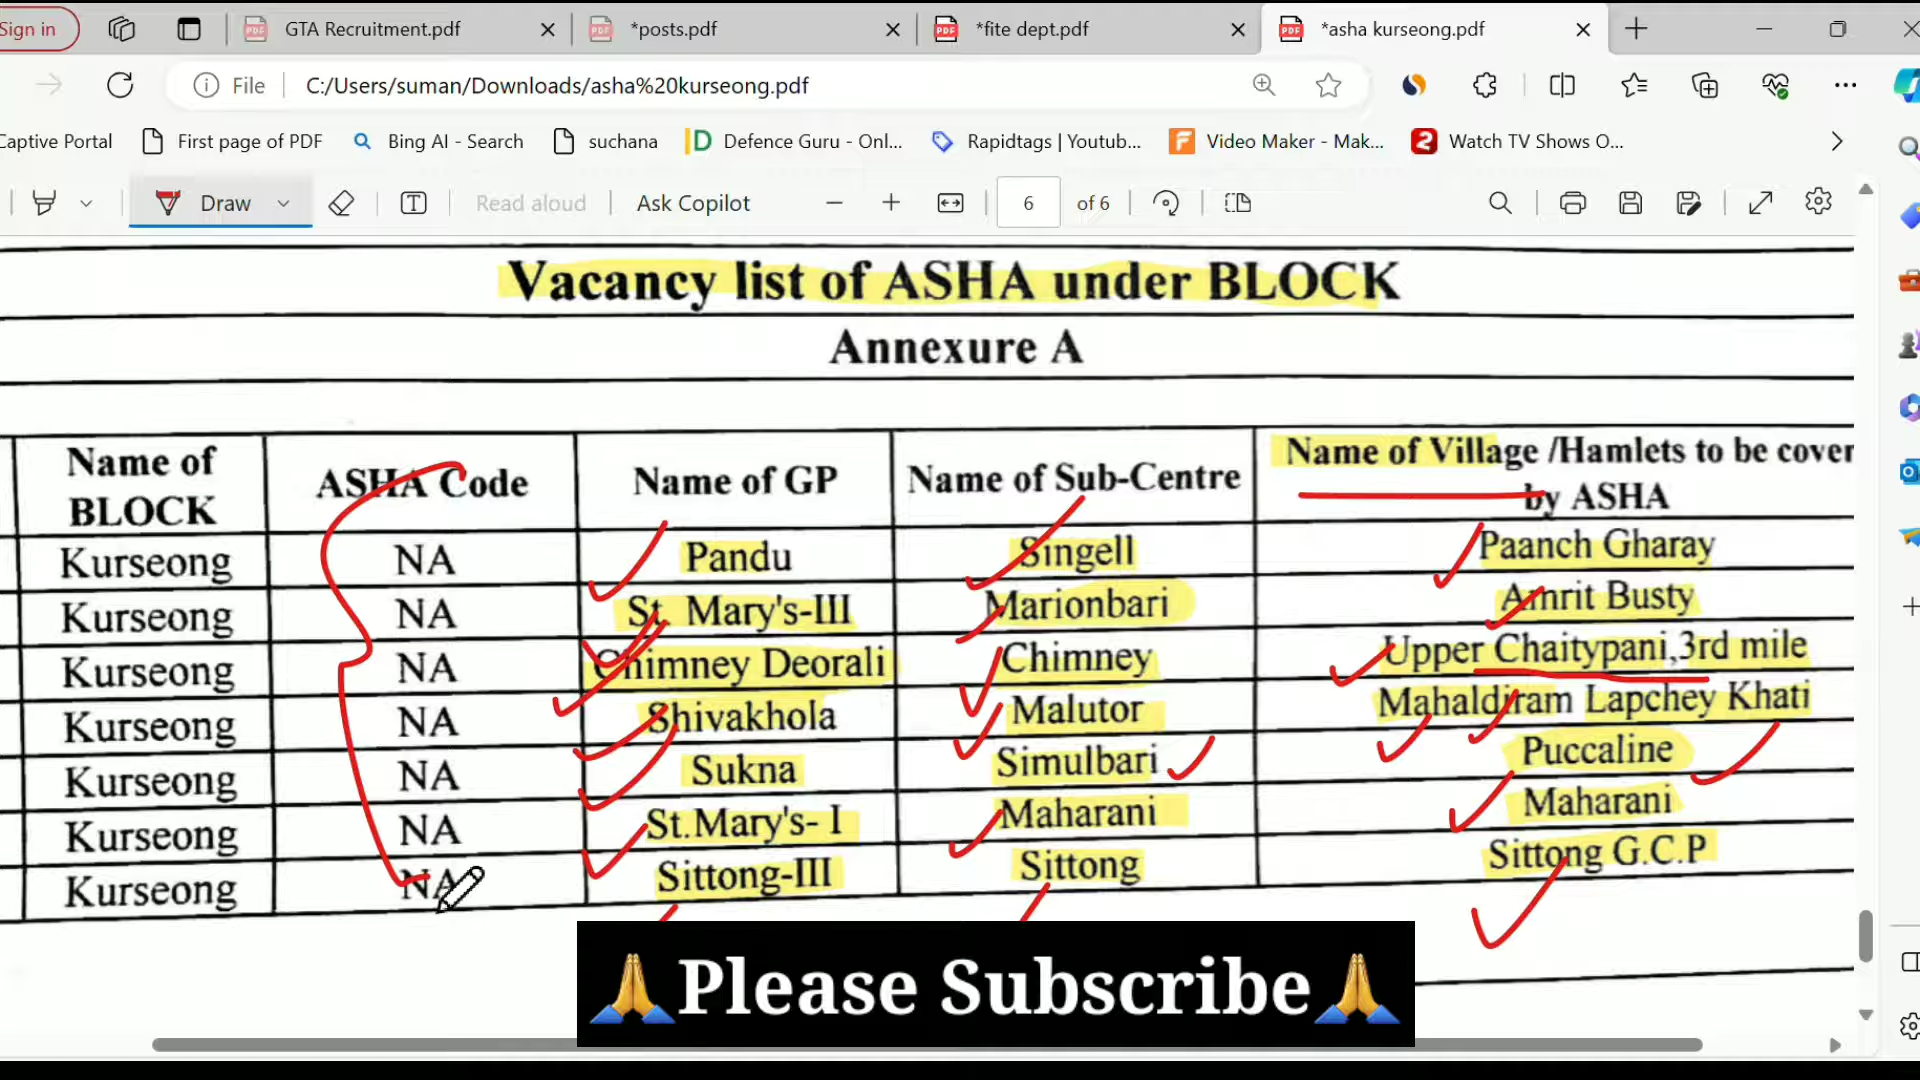 Sign in
GTA Recruitment.pdf
*posts.pdf
*fite dept.pdf
*asha kurseong.pdf
File
C:/Users/suman/Downloads/asha%20kurseong.pdf
Captive Portal
First page of PDF
Bing AI - Search
suchana
Defence Guru - Onl...
Rapidtags | Youtub...
Video Maker - Mak...
Watch TV Shows O...
Draw
Read aloud
Ask Copilot
6 of 6
Vacancy list of ASHA under BLOCK
Annexure A
Name of BLOCK ASHA Code Name of GP Name of Sub-Centre Name of Village /Hamlets to be cover by ASHA
Kurseong NA Pandu Singell Paanch Gharay
Kurseong NA St. Mary's-III Marionbari Amrit Busty
Kurseong NA Chimney Deorali Chimney Upper Chaitypani,3rd mile
Kurseong NA Shivakhola Malutor Mahaldiram Lapchey Khati
Kurseong NA Sukna Simulbari Puccaline
Kurseong NA St.Mary's- I Maharani Maharani
Kurseong NA Sittong-III Sittong Sittong G.C.P
🙏Please Subscribe🙏